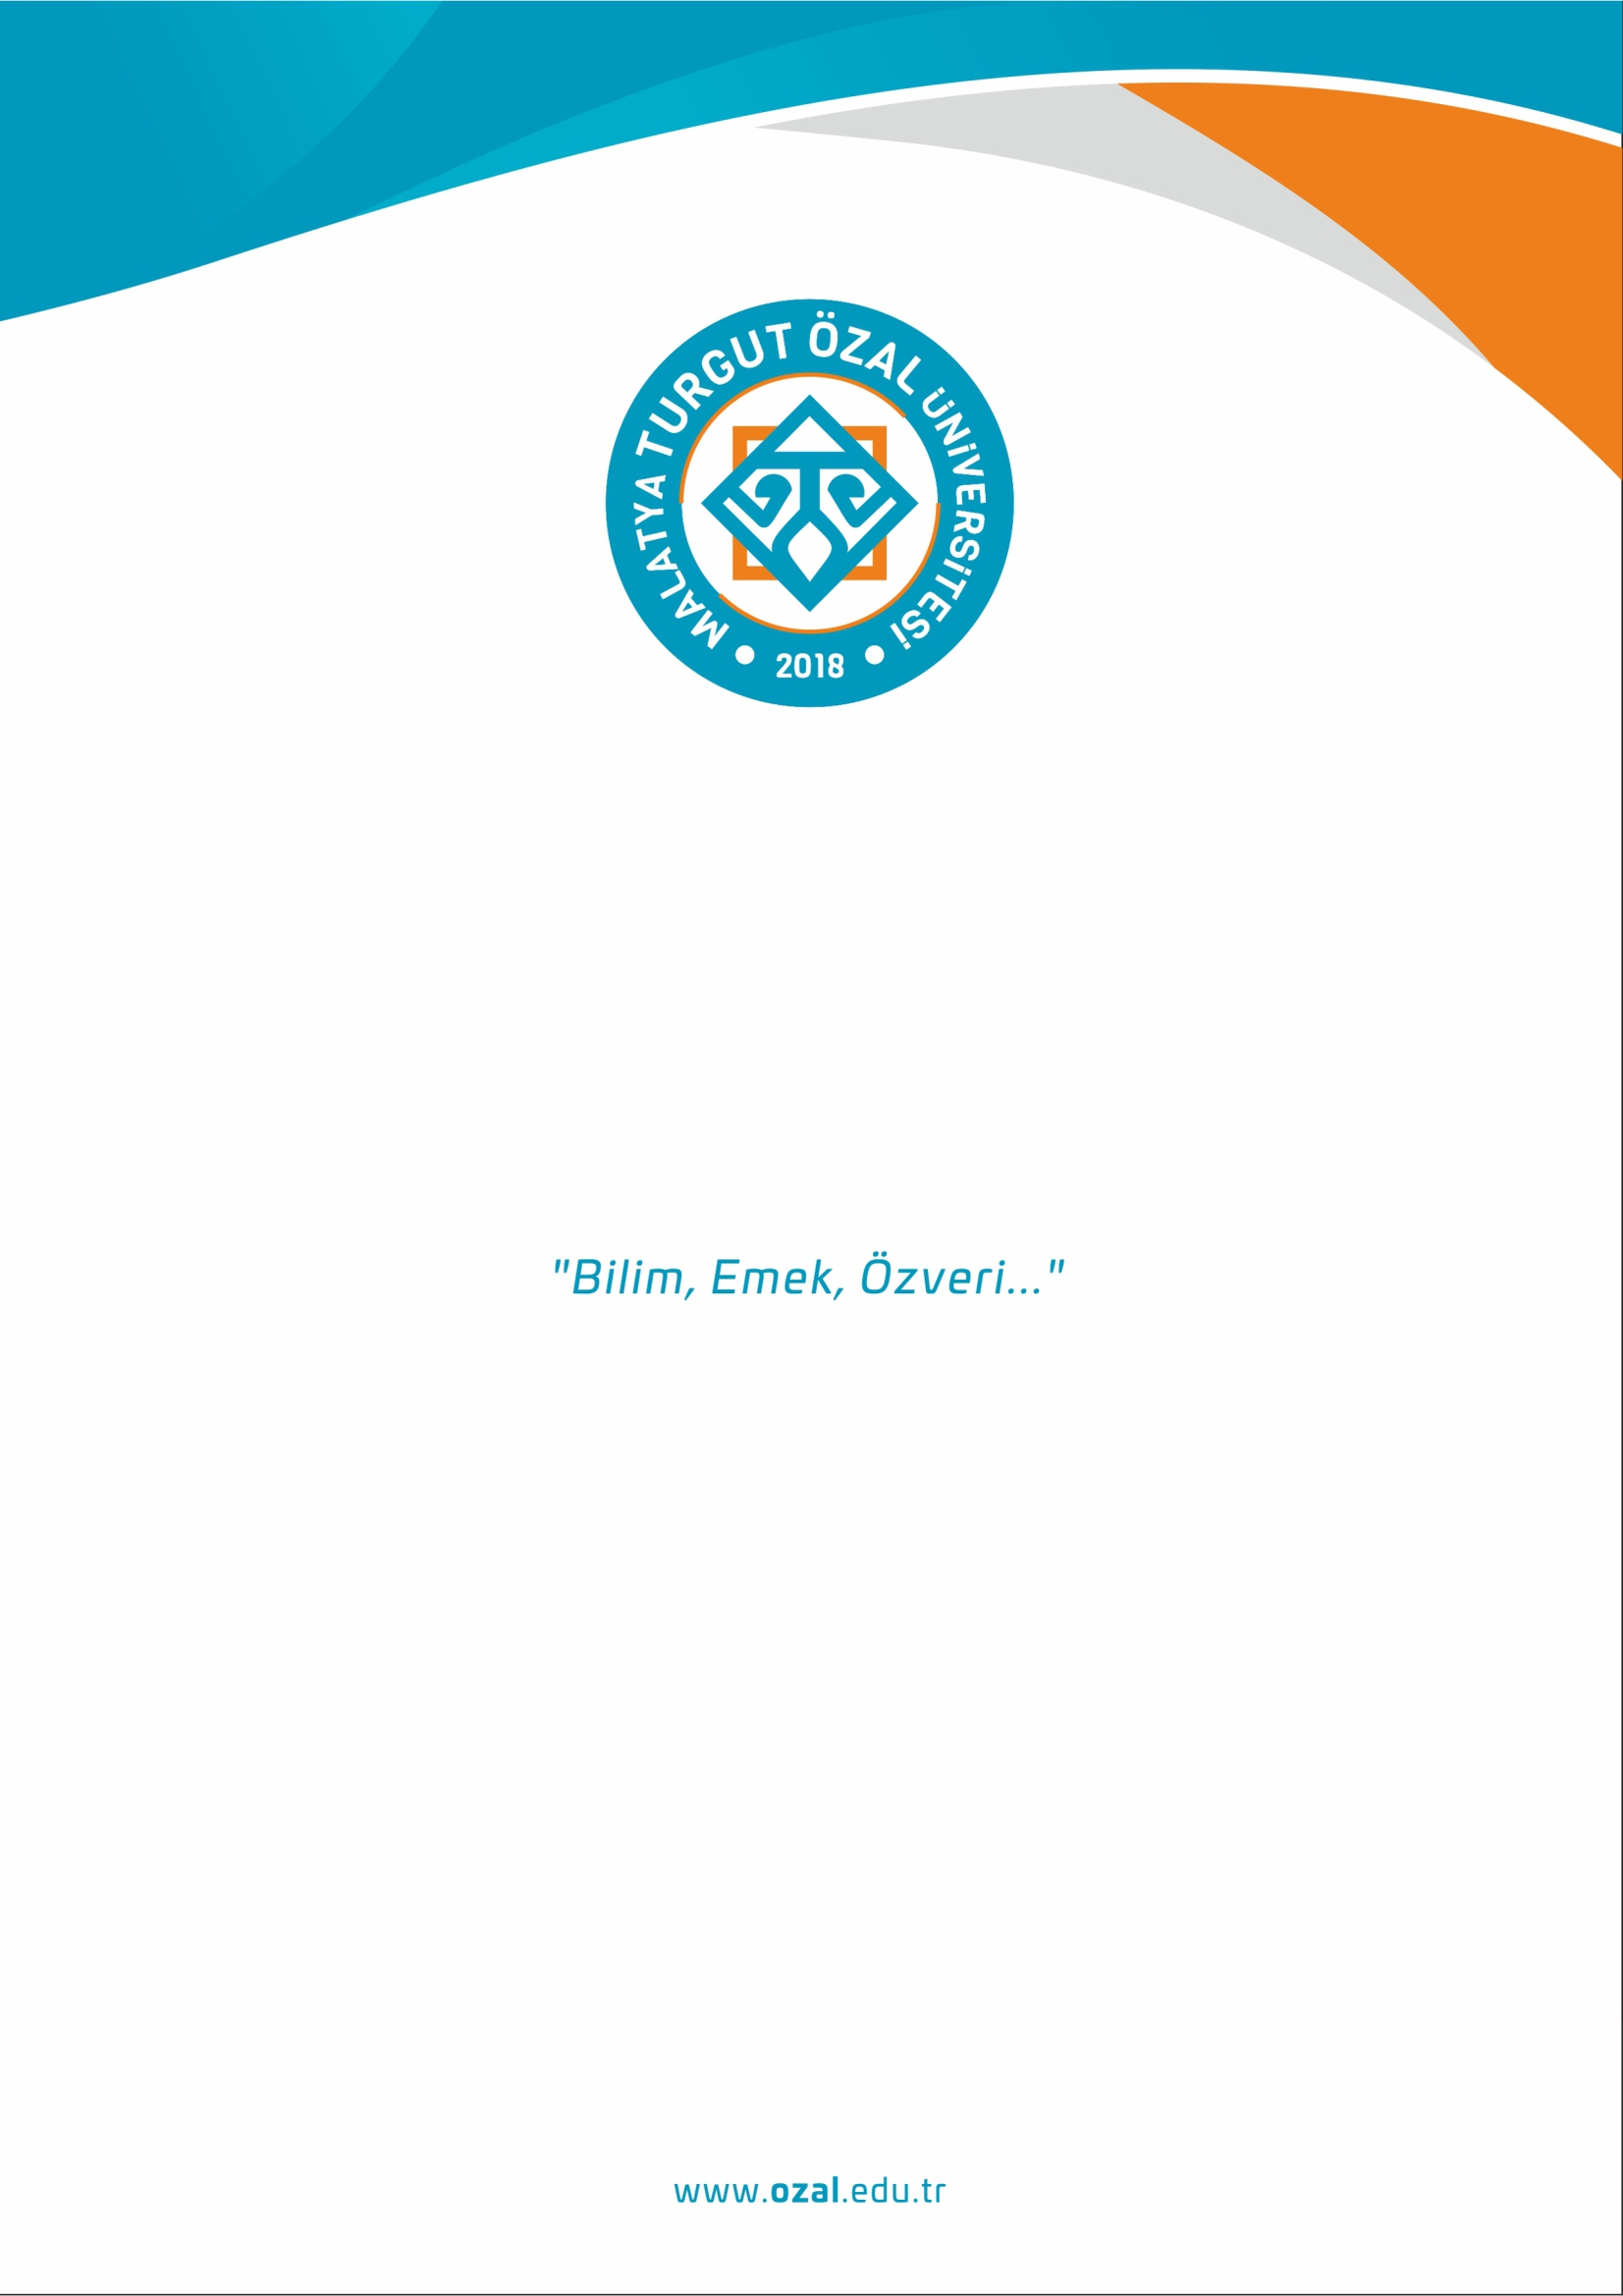 MALATYA TURGUT ÖZAL ÜNİVERSİTESİ
2018
"Bilim, Emek, Özveri..."
www.ozal.edu.tr